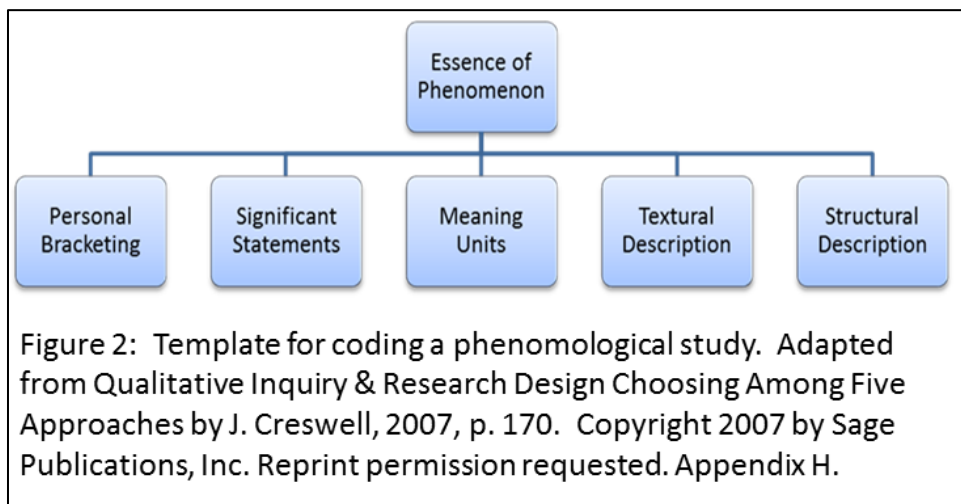 Essence of
Phenomenon
Personal
Bracketing
Significant
Statements
Meaning
Units
Textural
Description
Structural
Description
Figure 2:  Template for coding a phenomological study.  Adapted
from Qualitative Inquiry & Research Design Choosing Among Five
Approaches by J. Creswell, 2007, p. 170.  Copyright 2007 by Sage
Publications, Inc. Reprint permission requested. Appendix H.